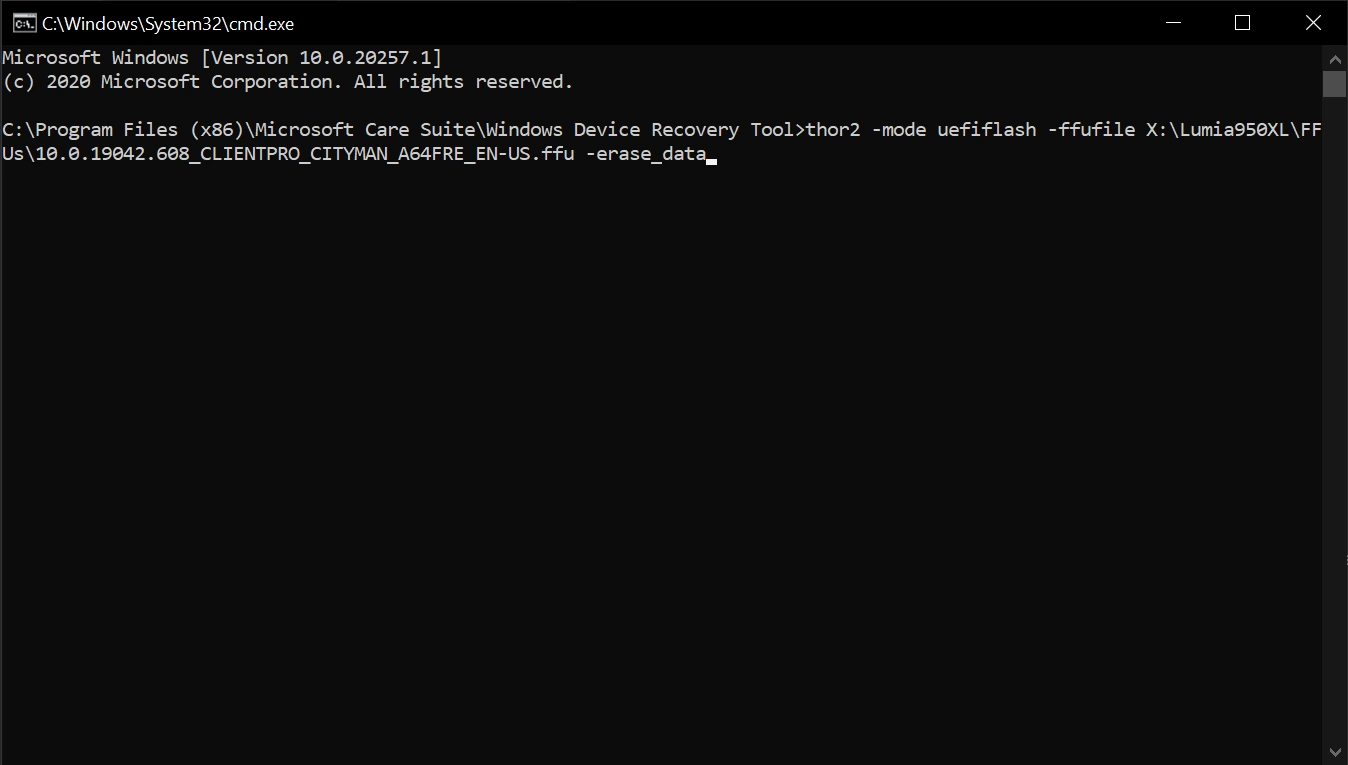 C:\Windows\System32\cmd.exe
Microsoft Windows [Version 10.0.20257.1]
(c) 2020 Microsoft Corporation. All rights reserved.
C:\Program Files (x86)\Microsoft Care Suite\Windows Device Recovery Tool>thor2 -mode uefiflash -ffufile X:\Lumia950XL\FF
Us\10.0.19042.608_CLIENTPRO_CITYMAN_A64FRE_EN-US.ffu -erase_data